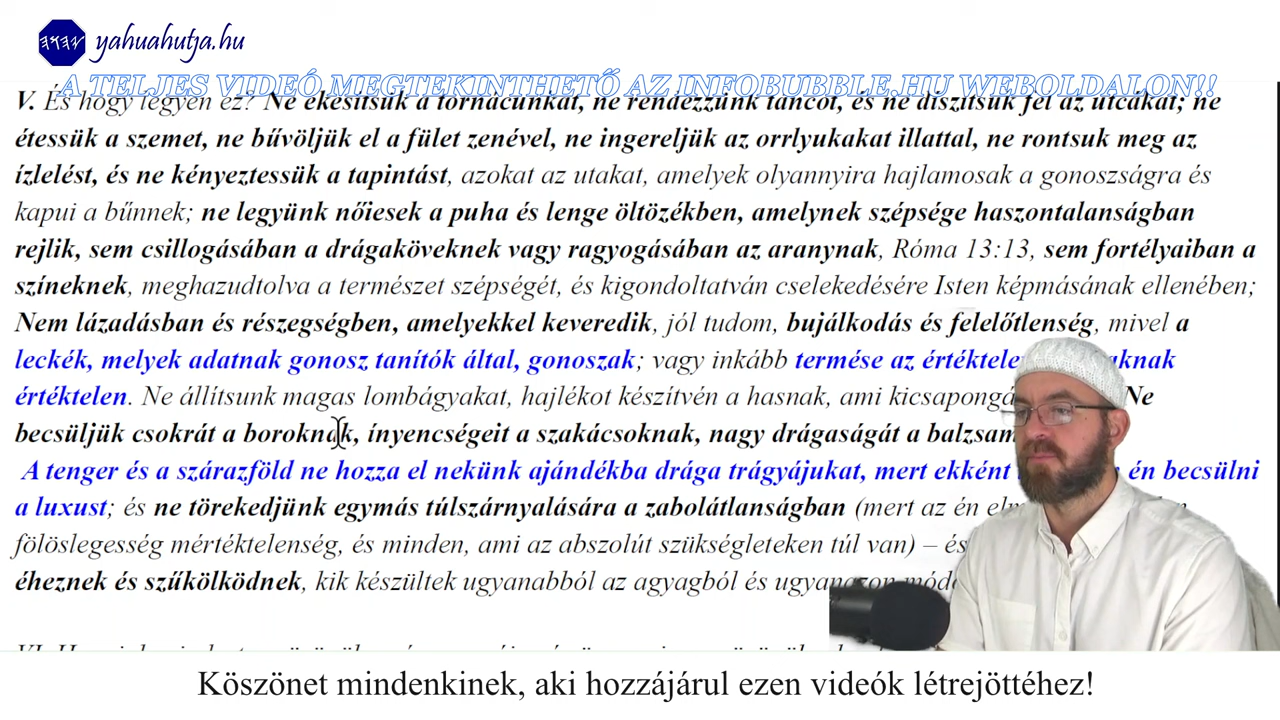 yahuahutja.hu
A TELJES VIDEÓ MEGTEKINTHETŐ AZ INFOBUBBLE.HU WEBOLDALON!!
V. És hogy legyen ez? Ne ékesítsük a tornácunkat, ne rendezzünk táncot, és ne díszítsük fel az utcákat; ne
étessük a szemet, ne bűvöljük el a fület zenével, ne ingereljük az orrlyukakat illattal, ne rontsuk meg az
ízlelést, és ne kényeztessük a tapintást, azokat az utakat, amelyek olyannyira hajlamosak a gonoszságra és
kapui a bűnnek; ne legyünk nőiesek a puha és lenge öltözékben, amelynek szépsége haszontalanságban
rejlik, sem csillogásában a drágaköveknek vagy ragyogásában az aranynak, Róma 13:13, sem fortélyaiban a
színeknek, meghazudtolva a természet szépségét, és kigondoltatván cselekedésére Isten képmásának ellenében;
Nem lázadásban és részegségben, amelyekkel keveredik, jól tudom, bujálkodás és felelőtlenség, mivel a
leckék, melyek adatnak gonosz tanítók által, gonoszak; vagy inkább termése az
értéktelen. Ne állítsunk magas lombágyakat, hajlékot készítvén a hasnak, ami Ne
becsüljük csokrát a boroknak, ínyencségeit a szakácsoknak, nagy drágaságát a
A tenger és a szárazföld ne hozza el nekünk ajándékba drága trágyájukat, mert ekként én becsülni
a luxust; és ne törekedjünk egymás túlszárnyalására a zabolátlanságban (mert az én
fölöslegesség mértéktelenség, és minden, ami az abszolút szükségleteken túl van) – és
éheznek és szűkölködnek, kik készültek ugyanabból az agyagból és ugyanazon
Köszönet mindenkinek, aki hozzájárul ezen videók létrejöttéhez!